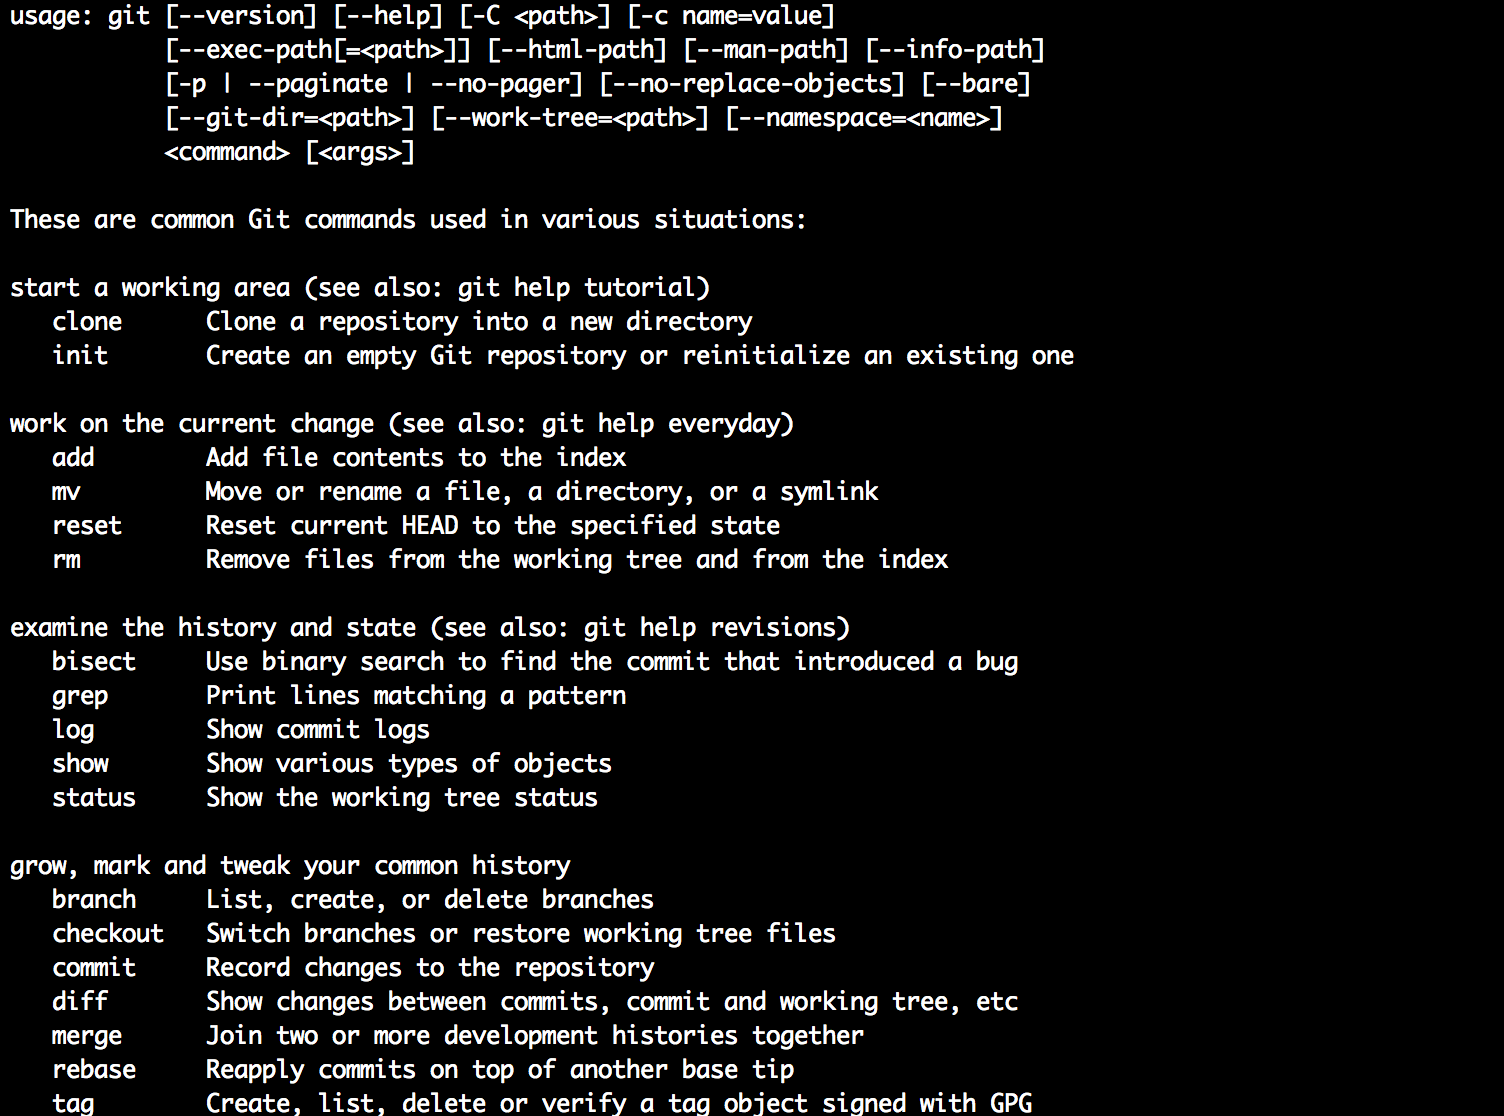 usage: git [--version] [--help] [-C <path>] [-c name=value]
           [--exec-path[=<path>]] [--html-path] [--man-path] [--info-path]
           [-p | --paginate | --no-pager] [--no-replace-objects] [--bare]
           [--git-dir=<path>] [--work-tree=<path>] [--namespace=<name>]
           <command> [<args>]

These are common Git commands used in various situations:

start a working area (see also: git help tutorial)
   clone      Clone a repository into a new directory
   init       Create an empty Git repository or reinitialize an existing one

work on the current change (see also: git help everyday)
   add        Add file contents to the index
   mv         Move or rename a file, a directory, or a symlink
   reset      Reset current HEAD to the specified state
   rm         Remove files from the working tree and from the index

examine the history and state (see also: git help revisions)
   bisect     Use binary search to find the commit that introduced a bug
   grep       Print lines matching a pattern
   log        Show commit logs
   show       Show various types of objects
   status     Show the working tree status

grow, mark and tweak your common history
   branch     List, create, or delete branches
   checkout   Switch branches or restore working tree files
   commit     Record changes to the repository
   diff       Show changes between commits, commit and working tree, etc
   merge      Join two or more development histories together
   rebase     Reapply commits on top of another base tip
   tag        Create, list, delete or verify a tag object signed with GPG